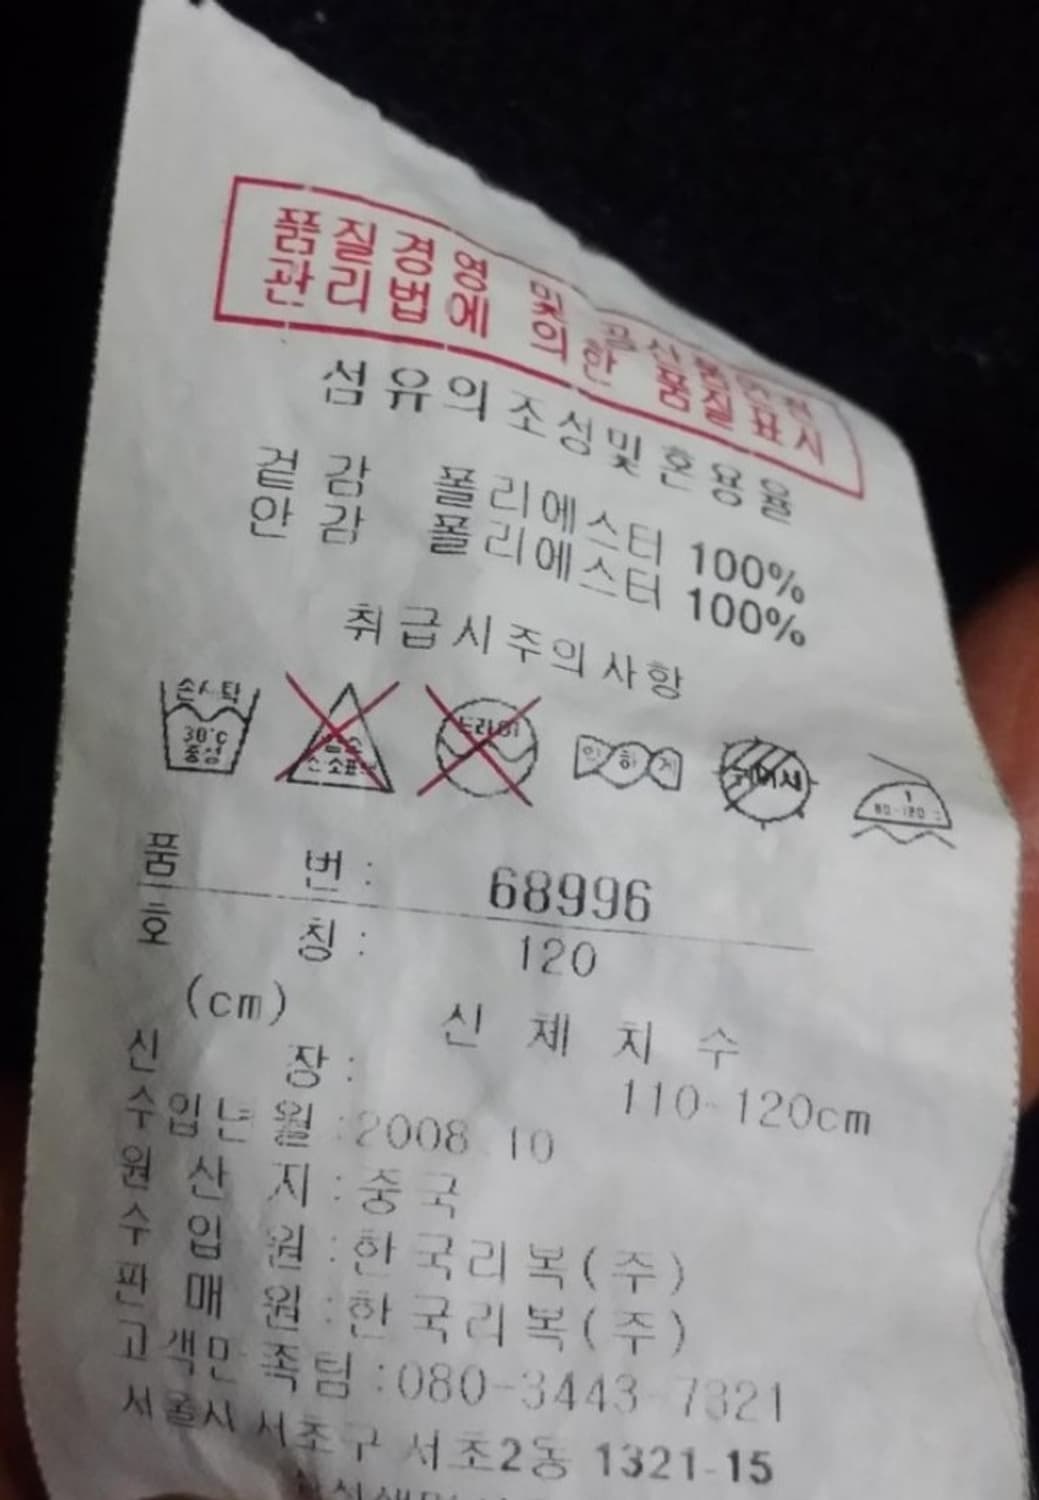 품질경영 및 공산품안전
관리법에 의한 품질표시
섬유의조성및혼용율
겉감 폴리에스터 100%
안감 폴리에스터 100%
취급시주의사항
손세탁 30°C 중성
드라이
약하게
뉘어서
1 80-120°C
품 번: 68996
호 칭: 120
(cm) 신체치수
신 장: 110-120cm
수입년월:2008.10
원산지:중국
수입원:한국리복(주)
판매원:한국리복(주)
고객만족팀:080-3443-7321
서울시 서초구 서초2동 1321-15